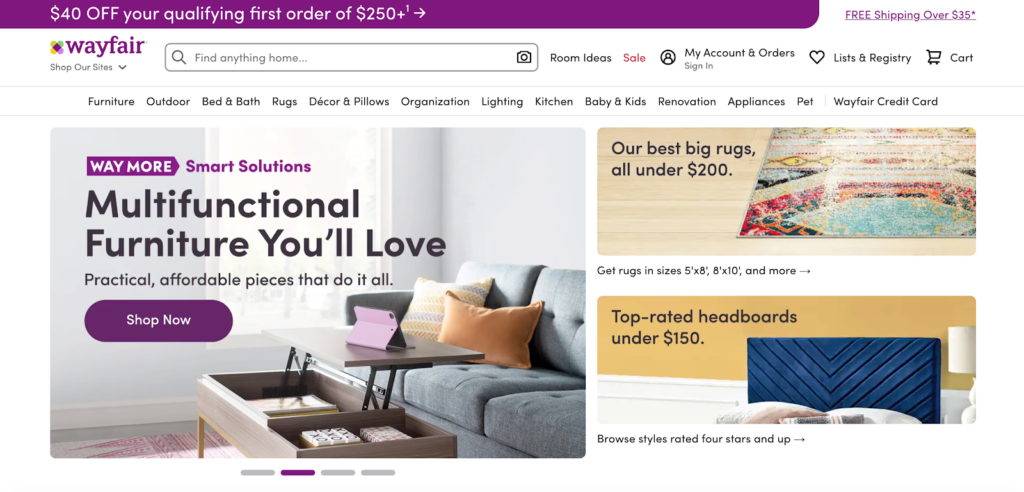 $40 OFF your qualifying first order of $250+¹ →
FREE Shipping Over $35*
wayfair
Shop Our Sites
Find anything home...
Room Ideas
Sale
My Account & Orders
Sign In
Lists & Registry
Cart
Furniture Outdoor Bed & Bath Rugs Décor & Pillows Organization Lighting Kitchen Baby & Kids Renovation Appliances Pet Wayfair Credit Card
WAY MORE Smart Solutions
Multifunctional
Furniture You'll Love
Practical, affordable pieces that do it all.
Shop Now
Our best big rugs,
all under $200.
Get rugs in sizes 5'x8', 8'x10', and more →
Top-rated headboards
under $150.
Browse styles rated four stars and up →